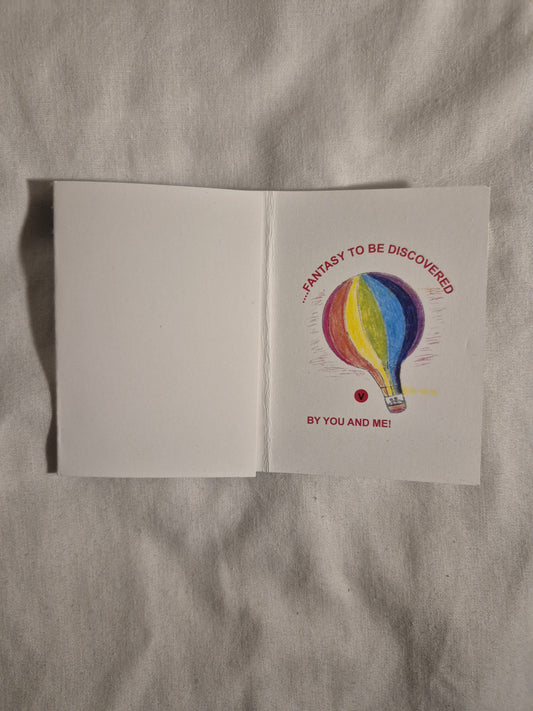 ....FANTASY TO BE DISCOVERED
V
BY YOU AND ME!